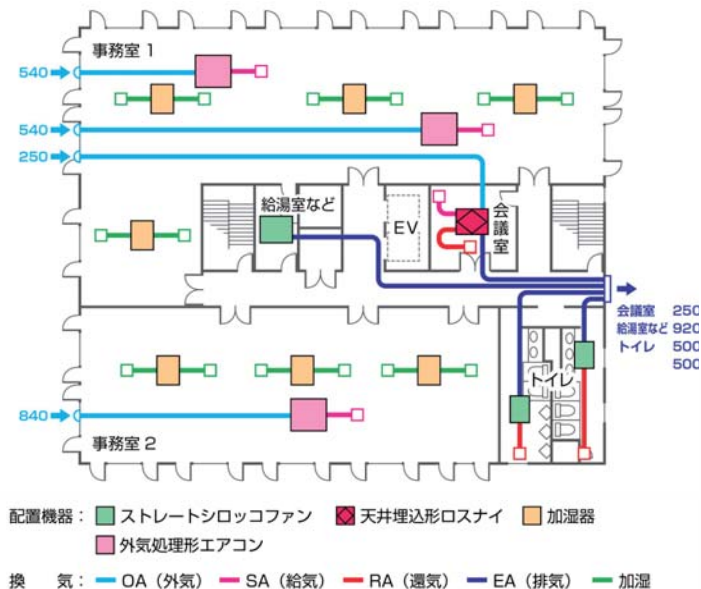 事務室1
540
540
250
給湯室など
EV
会議室
会議室 250
給湯室など 920
トイレ 500
500
トイレ
840
事務室2
配置機器： ストレートシロッコファン 天井埋込形ロスナイ 加湿器
外気処理形エアコン
換 気： OA（外気） SA（給気） RA（還気） EA（排気） 加湿